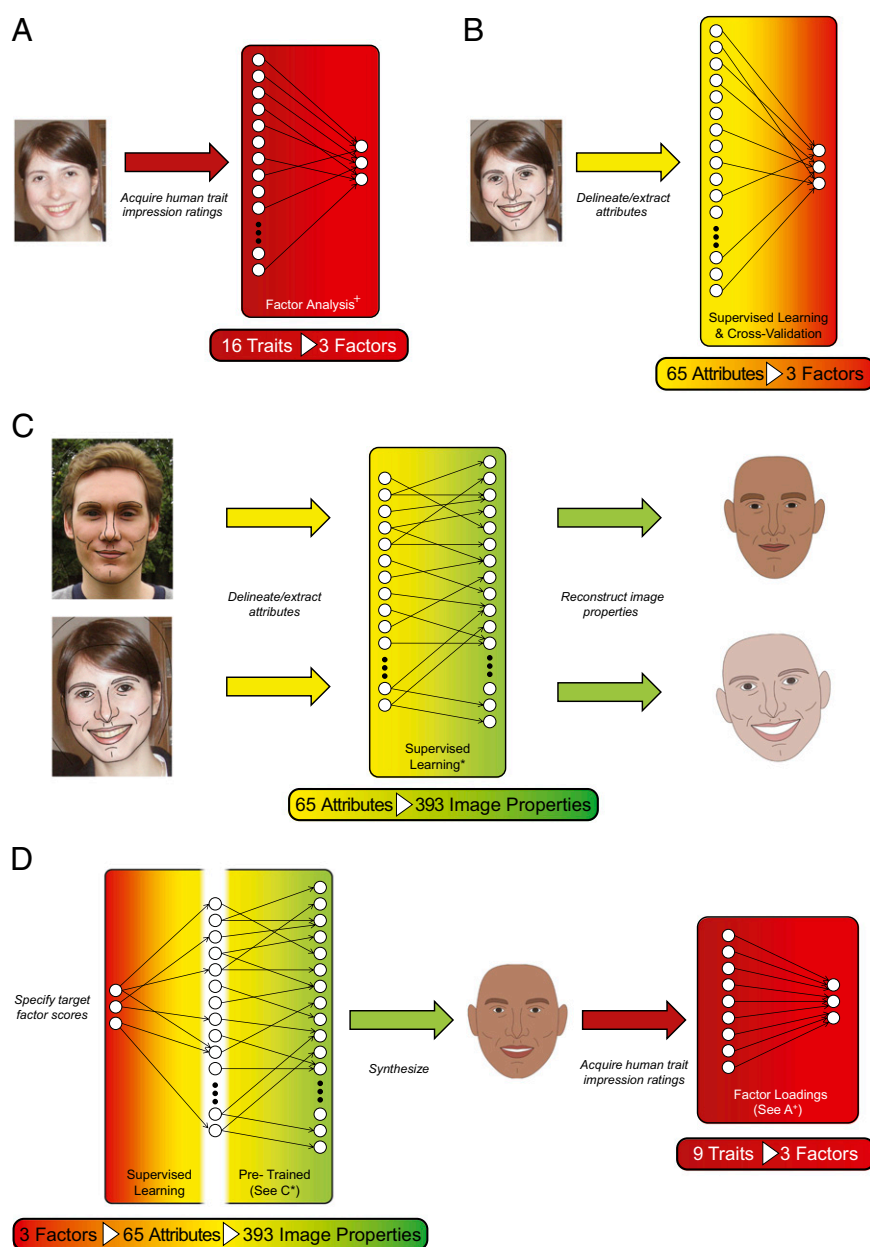 A
Acquire human trait
impression ratings
Factor Analysis+
16 Traits 3 Factors
B
Delineate/extract
attributes
Supervised Learning
& Cross-Validation
65 Attributes 3 Factors
C
Delineate/extract
attributes
Supervised
Learning*
Reconstruct image
properties
65 Attributes 393 Image Properties
D
Specify target
factor scores
Supervised
Learning
Pre- Trained
(See C*)
3 Factors 65 Attributes 393 Image Properties
Synthesize
Acquire human trait
impression ratings
Factor Loadings
(See A+)
9 Traits 3 Factors